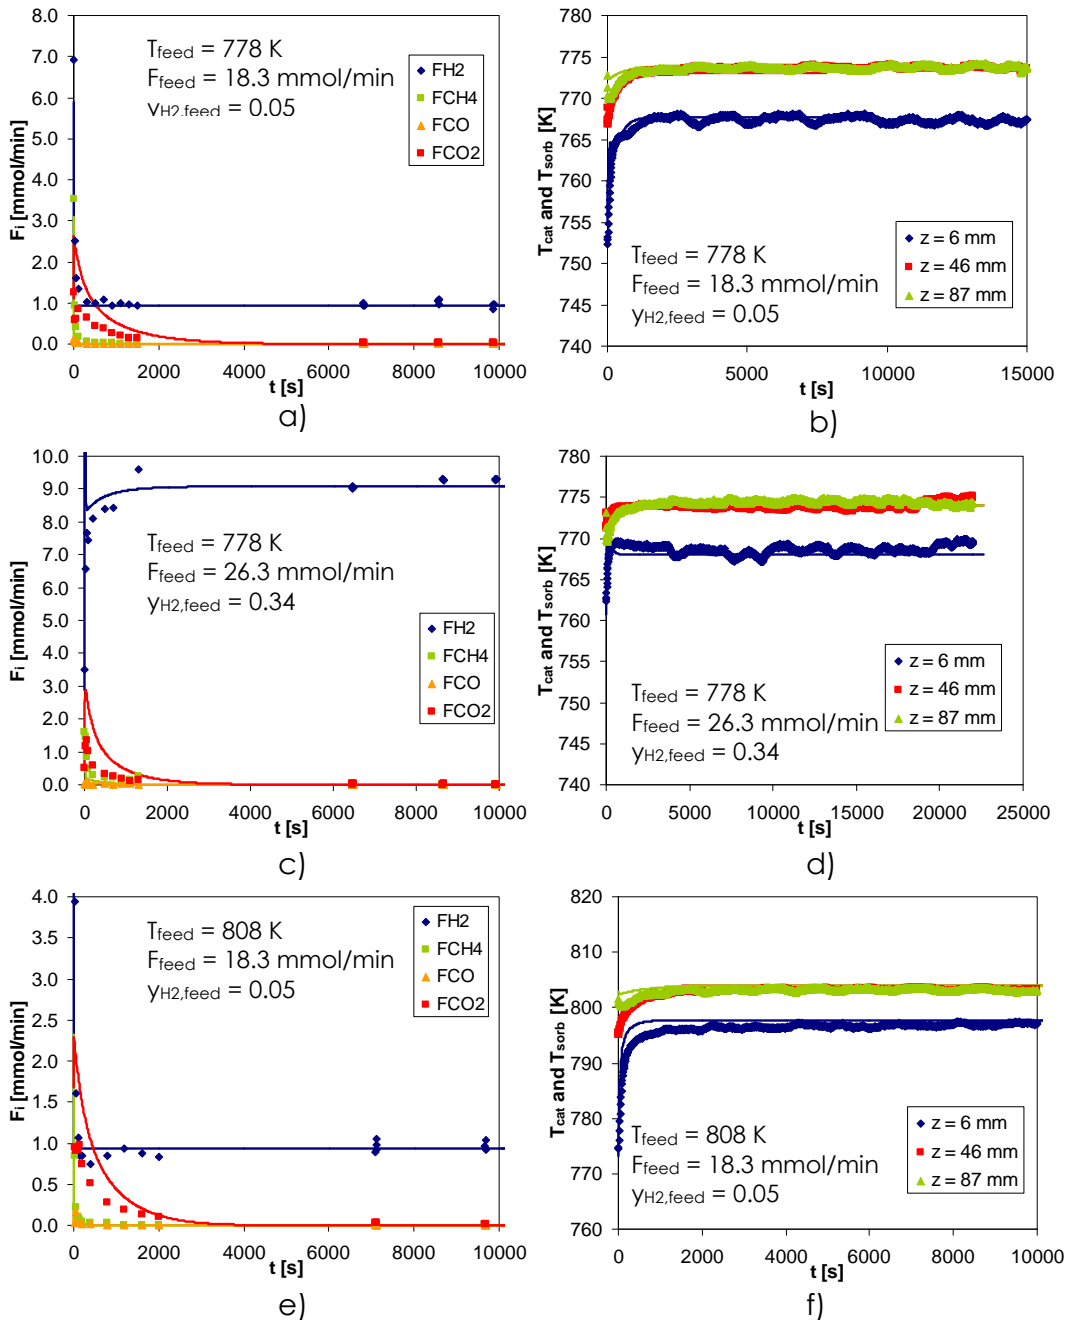 8.0
7.0
6.0
5.0
4.0
3.0
2.0
1.0
0.0
Fi [mmol/min]
Tfeed = 778 K
Ffeed = 18.3 mmol/min
yH2,feed = 0.05
FH2
FCH4
FCO
FCO2
0 2000 4000 6000 8000 10000
t [s]
a)
780
775
770
765
760
755
750
745
740
Tcat and Tsorb [K]
Tfeed = 778 K
Ffeed = 18.3 mmol/min
yH2,feed = 0.05
z = 6 mm
z = 46 mm
z = 87 mm
0 5000 10000 15000
t [s]
b)
10.0
9.0
8.0
7.0
6.0
5.0
4.0
3.0
2.0
1.0
0.0
Fi [mmol/min]
Tfeed = 778 K
Ffeed = 26.3 mmol/min
yH2,feed = 0.34
FH2
FCH4
FCO
FCO2
0 2000 4000 6000 8000 10000
t [s]
c)
780
775
770
765
760
755
750
745
740
Tcat and Tsorb [K]
z = 6 mm
z = 46 mm
z = 87 mm
Tfeed = 778 K
Ffeed = 26.3 mmol/min
yH2,feed = 0.34
0 5000 10000 15000 20000 25000
t [s]
d)
4.0
3.5
3.0
2.5
2.0
1.5
1.0
0.5
0.0
Fi [mmol/min]
Tfeed = 808 K
Ffeed = 18.3 mmol/min
yH2,feed = 0.05
FH2
FCH4
FCO
FCO2
0 2000 4000 6000 8000 10000
t [s]
e)
820
810
800
790
780
770
760
Tcat and Tsorb [K]
z = 6 mm
z = 46 mm
z = 87 mm
Tfeed = 808 K
Ffeed = 18.3 mmol/min
yH2,feed = 0.05
0 2000 4000 6000 8000 10000
t [s]
f)